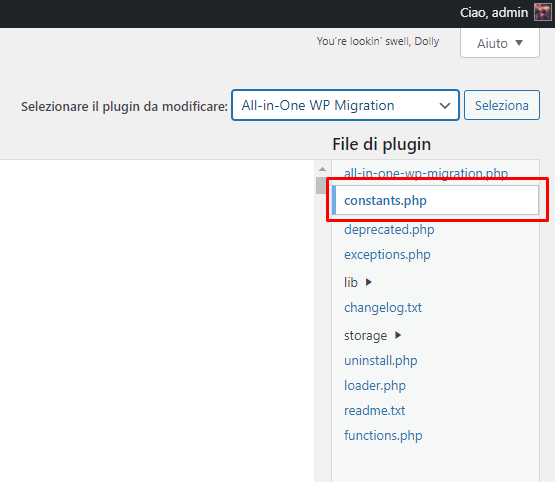 Ciao, admin
You're lookin' swell, Dolly
Aiuto
Selezionare il plugin da modificare: All-in-One WP Migration Seleziona
File di plugin
all-in-one-wp-migration.php
constants.php
deprecated.php
exceptions.php
lib
changelog.txt
storage
uninstall.php
loader.php
readme.txt
functions.php